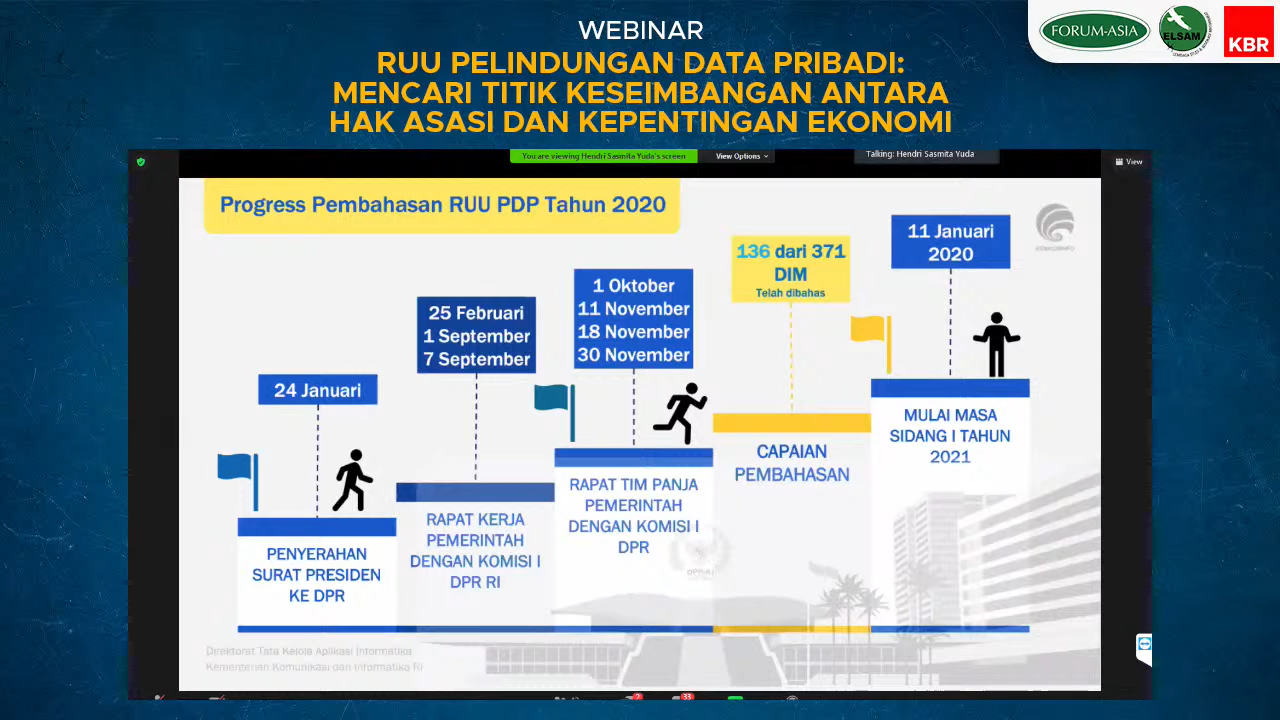 WEBINAR
RUU PELINDUNGAN DATA PRIBADI:
MENCARI TITIK KESEIMBANGAN ANTARA
HAK ASASI DAN KEPENTINGAN EKONOMI
FORUM-ASIA
ELSAM
KBR
You are viewing Hendri Sasmita Yuda's screen
View Options
Talking: Hendri Sasmita Yuda
View
Progress Pembahasan RUU PDP Tahun 2020
24 Januari
PENYERAHAN
SURAT PRESIDEN
KE DPR
25 Februari
1 September
7 September
RAPAT KERJA
PEMERINTAH
DENGAN KOMISI I
DPR RI
1 Oktober
11 November
18 November
30 November
RAPAT TIM PANJA
PEMERINTAH
DENGAN KOMISI I
DPR
136 dari 371
DIM
Telah dibahas
CAPAIAN
PEMBAHASAN
11 Januari
2020
MULAI MASA
SIDANG I TAHUN
2021
Direktorat Tata Kelola Aplikasi Informatika
Kementerian Komunikasi dan Informatika RI
2
33